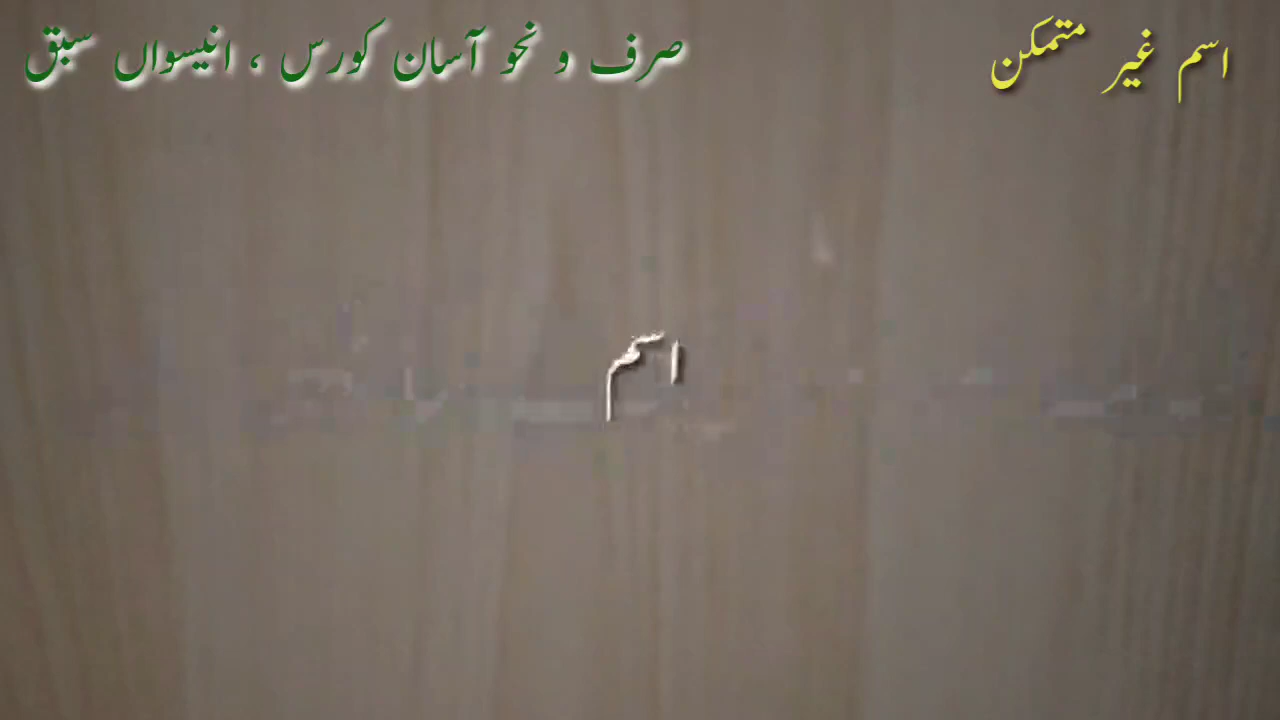 اسم غیر متمکن
صرف و نحو آسان کورس ، انیسواں سبق
اسم